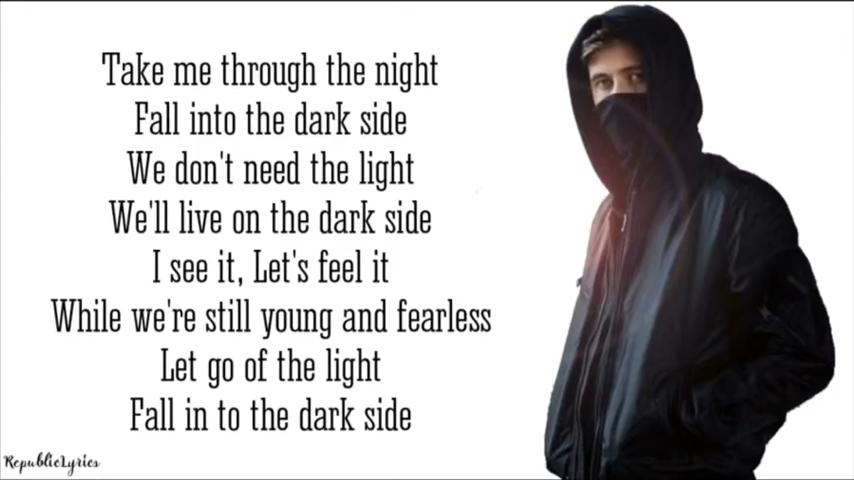 Take me through the night
Fall into the dark side
We don't need the light
We'll live on the dark side
I see it, Let's feel it
While we're still young and fearless
Let go of the light
Fall in to the dark side
RepublicLyrics